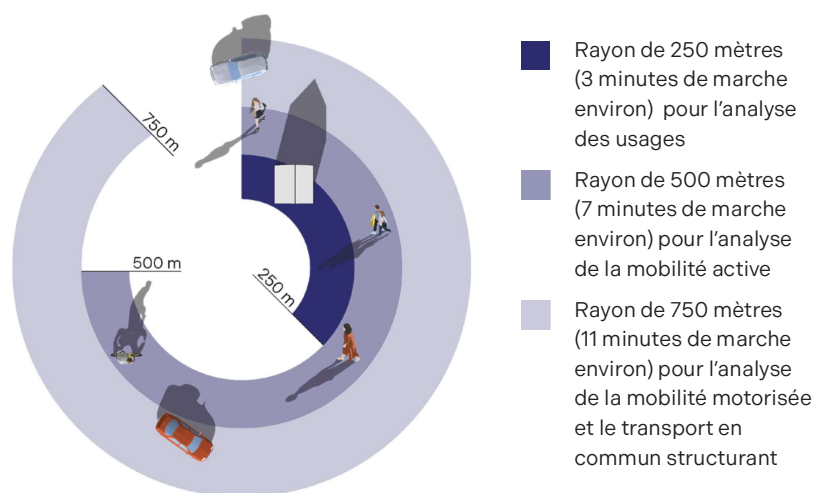 750 m
500 m
250 m
Rayon de 250 mètres
(3 minutes de marche
environ) pour l'analyse
des usages
Rayon de 500 mètres
(7 minutes de marche
environ) pour l'analyse
de la mobilité active
Rayon de 750 mètres
(11 minutes de marche
environ) pour l'analyse
de la mobilité motorisée
et le transport en
commun structurant